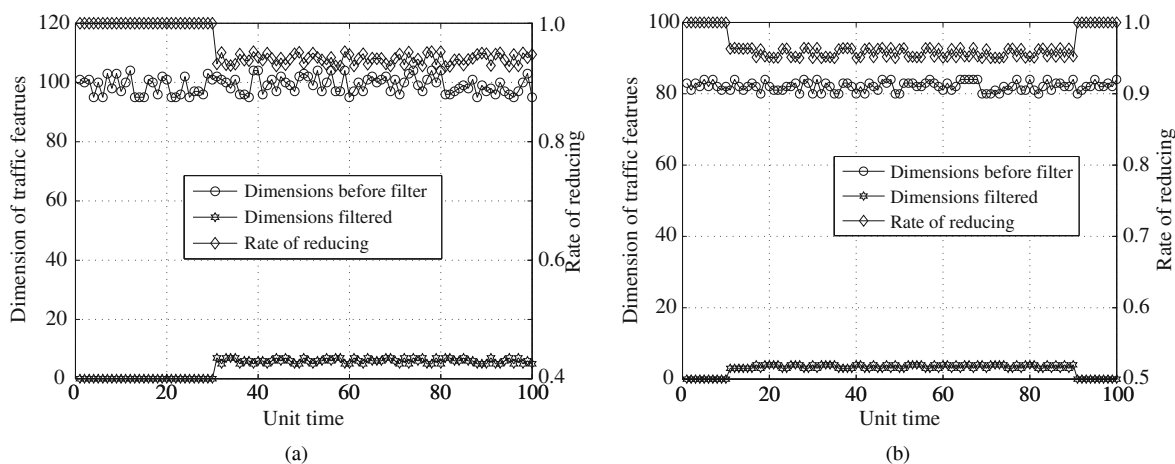 120
100
80
60
40
20
0
Dimension of traffic featrues
1.0
0.9
0.8
0.6
0.4
Rate of reducing
Dimensions before filter
Dimensions filtered
Rate of reducing
0 20 40 60 80 100
Unit time
(a)
100
80
60
40
20
0
Dimension of traffic featrues
1.0
0.9
0.8
0.7
0.6
0.5
Rate of reducing
Dimensions before filter
Dimensions filtered
Rate of reducing
0 20 40 60 80 100
Unit time
(b)